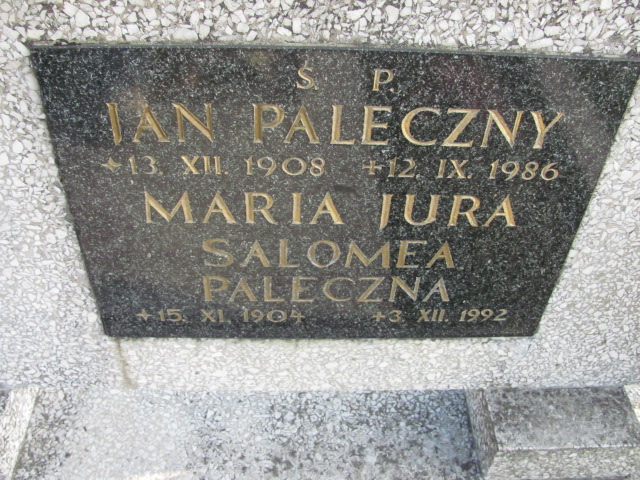 S. P.
JAN PALECZNY
+13. XII. 1908 +12. IX. 1986
MARIA JURA
SALOMEA
PALECZNA
+15. XI. 1904 +3. XII. 1992